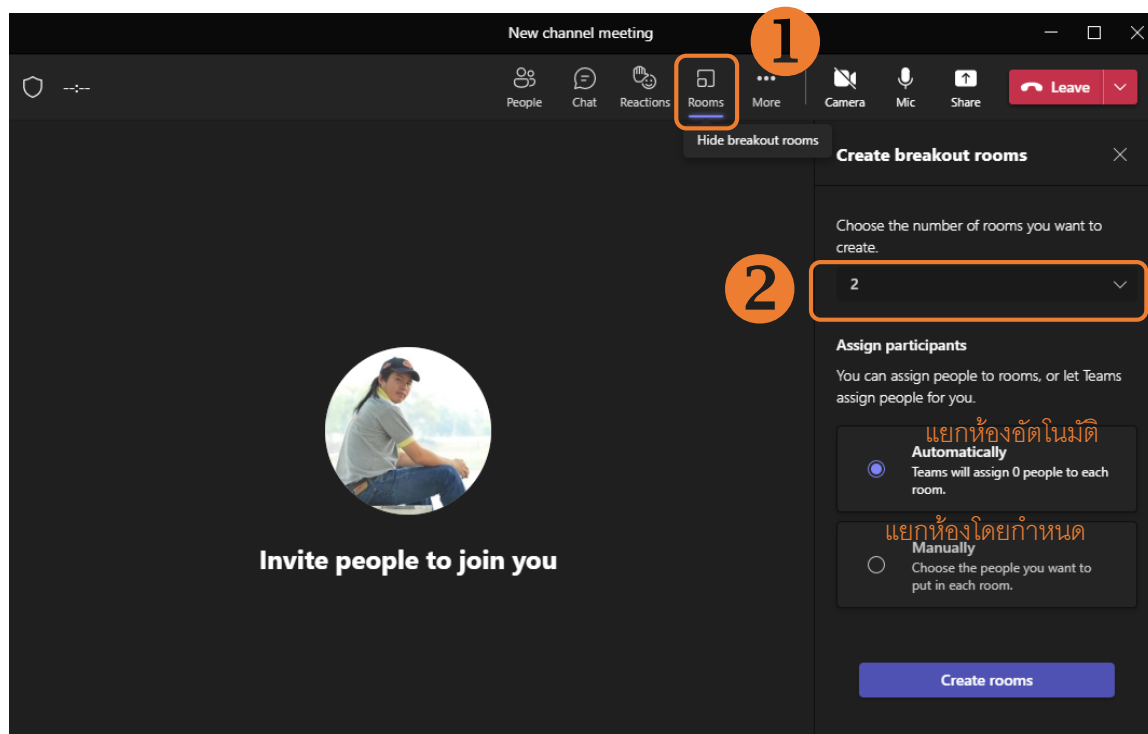 New channel meeting
1
--:--
People Chat Reactions Rooms More Camera Mic Share Leave
Hide breakout rooms
Create breakout rooms
Choose the number of rooms you want to
create.
2
2
Assign participants
You can assign people to rooms, or let Teams
assign people for you.
แยกห้องอัตโนมัติ
Automatically
Teams will assign 0 people to each
room.
แยกห้องโดยกำหนด
Manually
Choose the people you want to
put in each room.
Invite people to join you
Create rooms